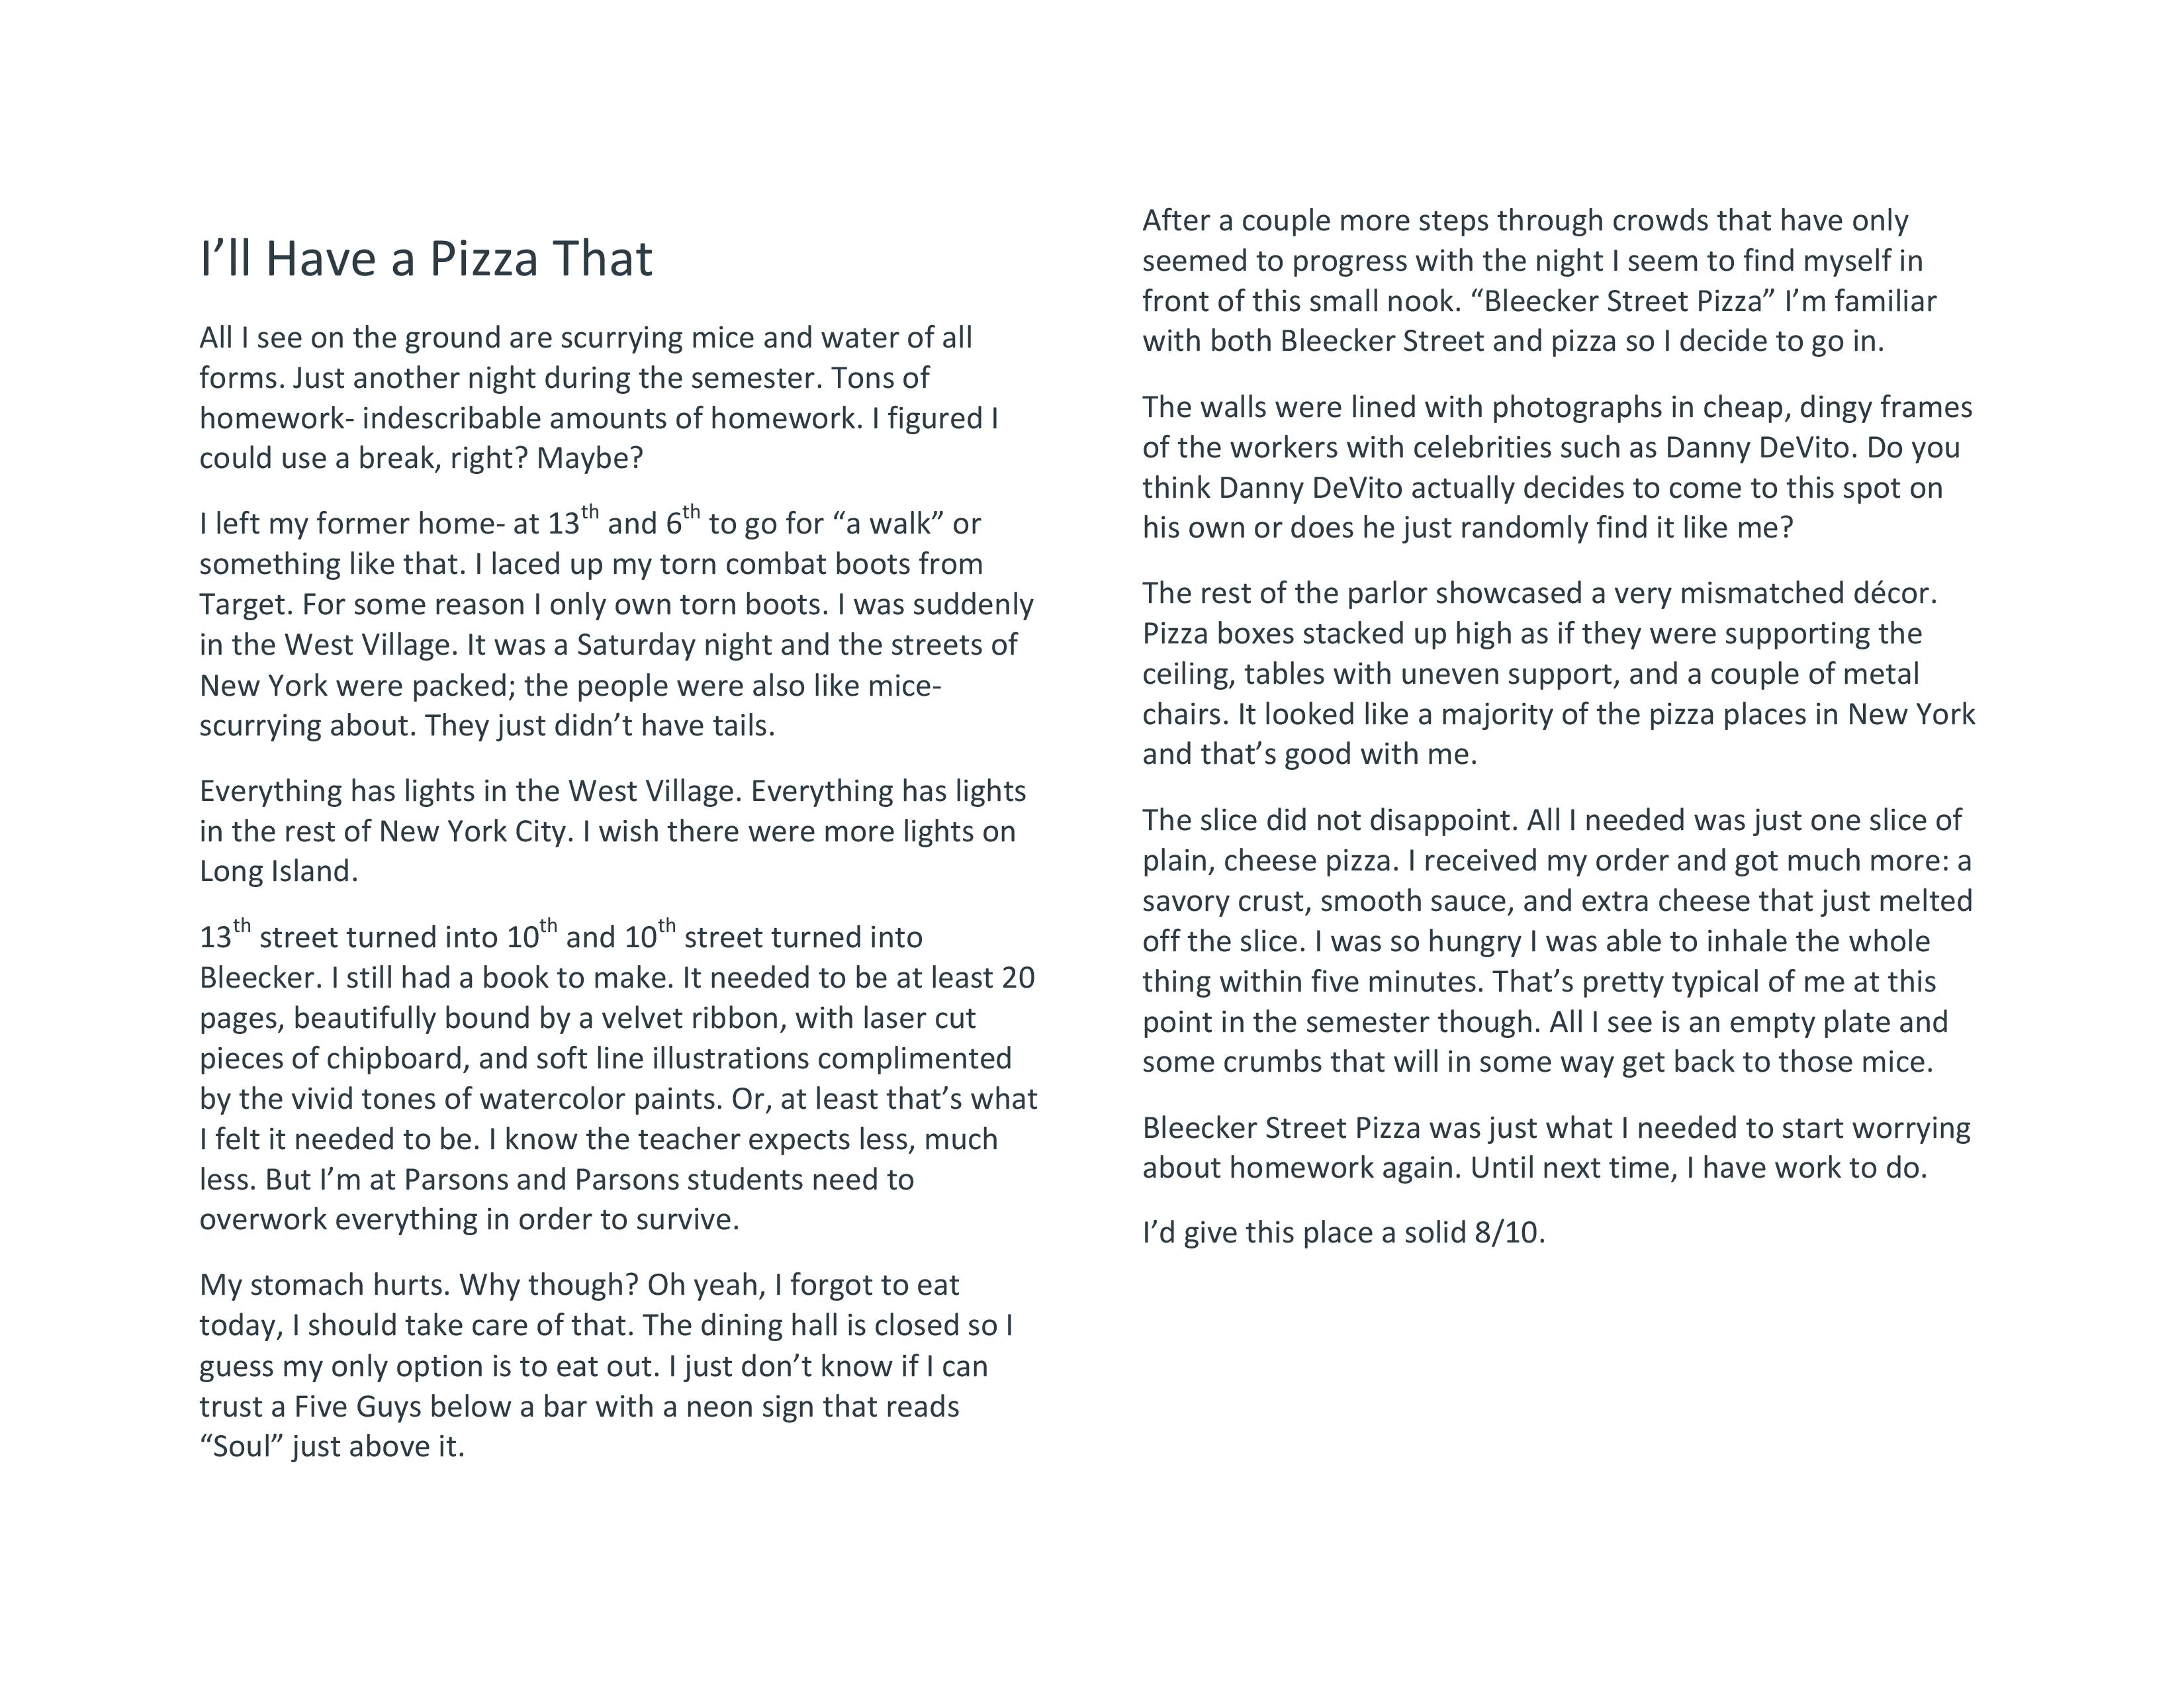 I’ll Have a Pizza That
All I see on the ground are scurrying mice and water of all
forms. Just another night during the semester. Tons of
homework- indescribable amounts of homework. I figured I
could use a break, right? Maybe?
I left my former home- at 13th and 6th to go for “a walk” or
something like that. I laced up my torn combat boots from
Target. For some reason I only own torn boots. I was suddenly
in the West Village. It was a Saturday night and the streets of
New York were packed; the people were also like mice-
scurrying about. They just didn’t have tails.
Everything has lights in the West Village. Everything has lights
in the rest of New York City. I wish there were more lights on
Long Island.
13th street turned into 10th and 10th street turned into
Bleecker. I still had a book to make. It needed to be at least 20
pages, beautifully bound by a velvet ribbon, with laser cut
pieces of chipboard, and soft line illustrations complimented
by the vivid tones of watercolor paints. Or, at least that’s what
I felt it needed to be. I know the teacher expects less, much
less. But I’m at Parsons and Parsons students need to
overwork everything in order to survive.
My stomach hurts. Why though? Oh yeah, I forgot to eat
today, I should take care of that. The dining hall is closed so I
guess my only option is to eat out. I just don’t know if I can
trust a Five Guys below a bar with a neon sign that reads
“Soul” just above it.
After a couple more steps through crowds that have only
seemed to progress with the night I seem to find myself in
front of this small nook. “Bleecker Street Pizza” I’m familiar
with both Bleecker Street and pizza so I decide to go in.
The walls were lined with photographs in cheap, dingy frames
of the workers with celebrities such as Danny DeVito. Do you
think Danny DeVito actually decides to come to this spot on
his own or does he just randomly find it like me?
The rest of the parlor showcased a very mismatched décor.
Pizza boxes stacked up high as if they were supporting the
ceiling, tables with uneven support, and a couple of metal
chairs. It looked like a majority of the pizza places in New York
and that’s good with me.
The slice did not disappoint. All I needed was just one slice of
plain, cheese pizza. I received my order and got much more: a
savory crust, smooth sauce, and extra cheese that just melted
off the slice. I was so hungry I was able to inhale the whole
thing within five minutes. That’s pretty typical of me at this
point in the semester though. All I see is an empty plate and
some crumbs that will in some way get back to those mice.
Bleecker Street Pizza was just what I needed to start worrying
about homework again. Until next time, I have work to do.
I’d give this place a solid 8/10.